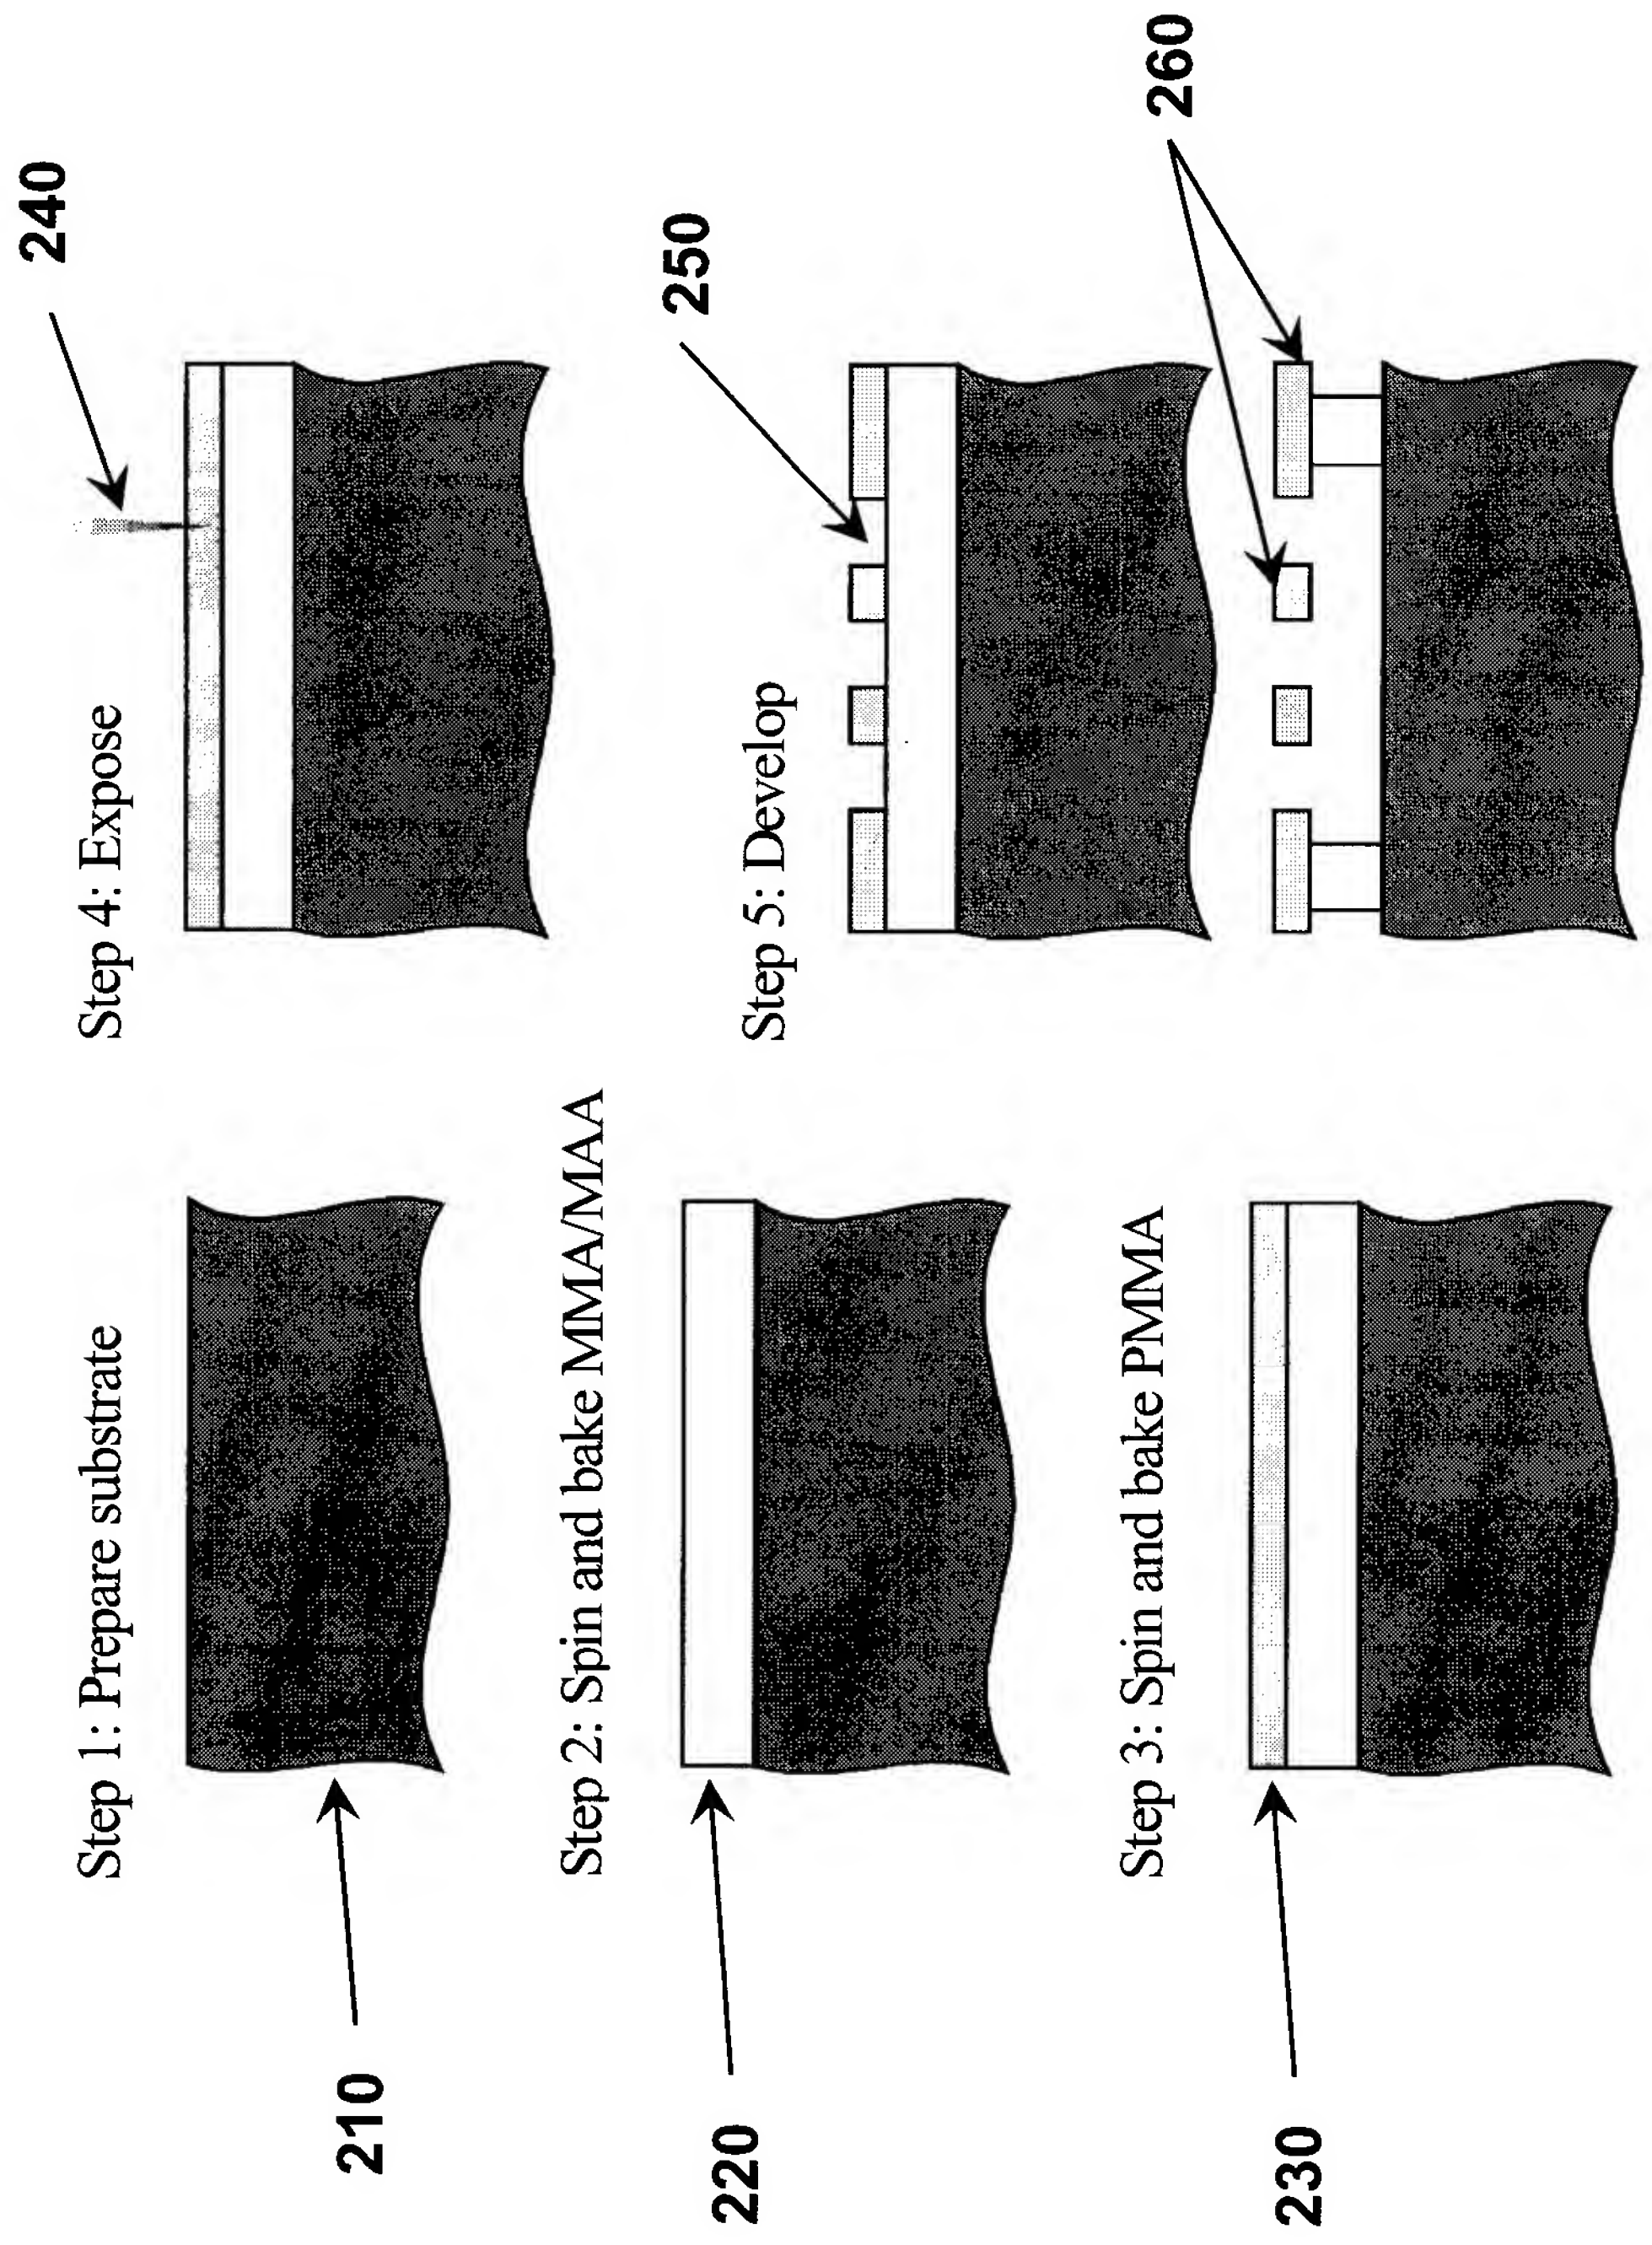 Step 1: Prepare substrate
210
Step 2: Spin and bake MMA/MAA
220
Step 3: Spin and bake PMMA
230
Step 4: Expose
240
Step 5: Develop
250
260